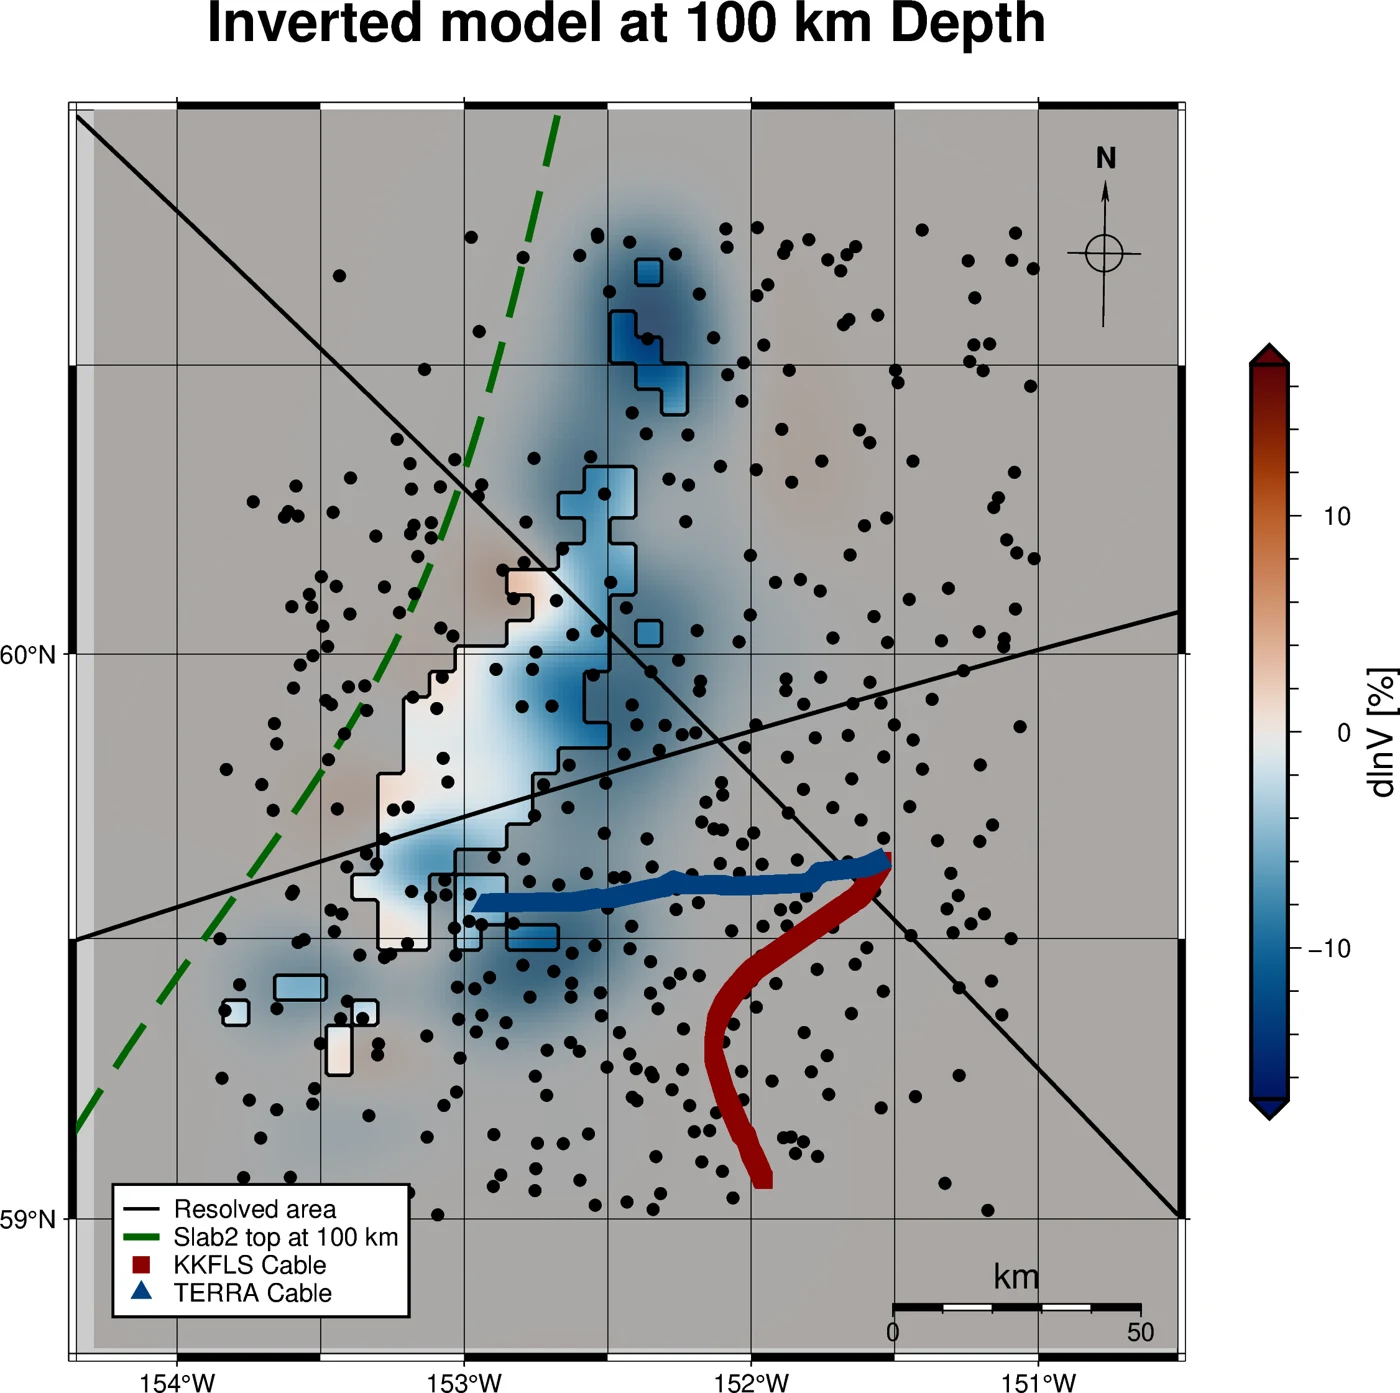 Inverted model at 100 km Depth
N
10
0
−10
dlnV [%]
60°N
59°N
Resolved area
Slab2 top at 100 km
KKFLS Cable
TERRA Cable
km
0 50
154°W 153°W 152°W 151°W